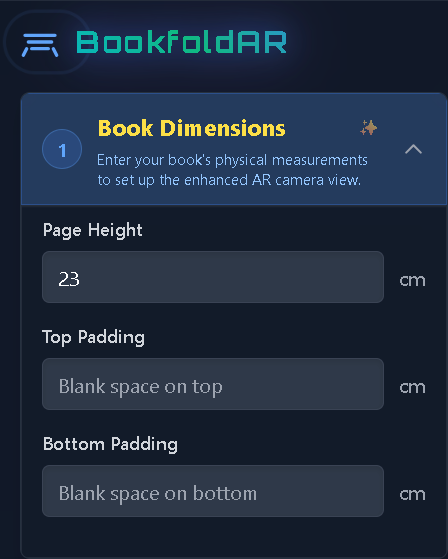 BookfoldAR
1
Book Dimensions
Enter your book's physical measurements
to set up the enhanced AR camera view.
Page Height
23 cm
Top Padding
Blank space on top cm
Bottom Padding
Blank space on bottom cm